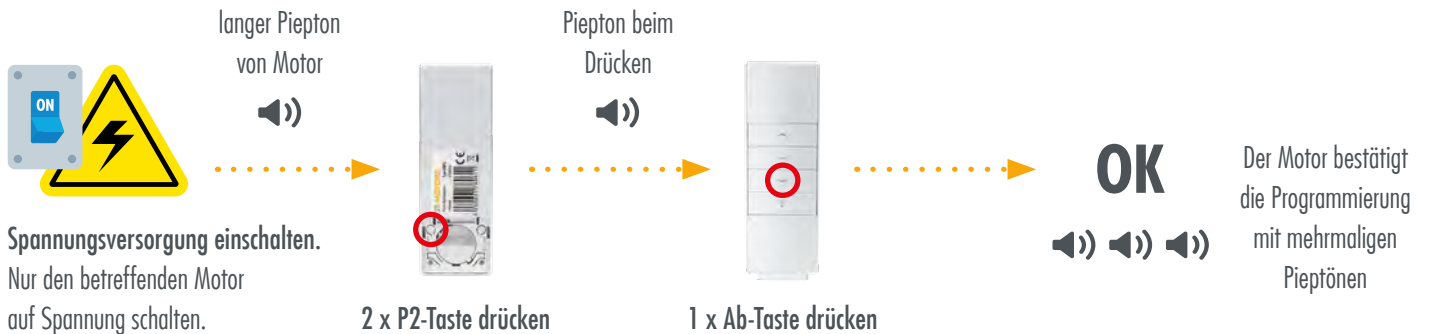 langer Piepton
von Motor
Piepton beim
Drücken
ON
OK
Der Motor bestätigt
die Programmierung
mit mehrmaligen
Pieptönen
Spannungsversorgung einschalten.
Nur den betreffenden Motor
auf Spannung schalten.
2 x P2-Taste drücken
1 x Ab-Taste drücken